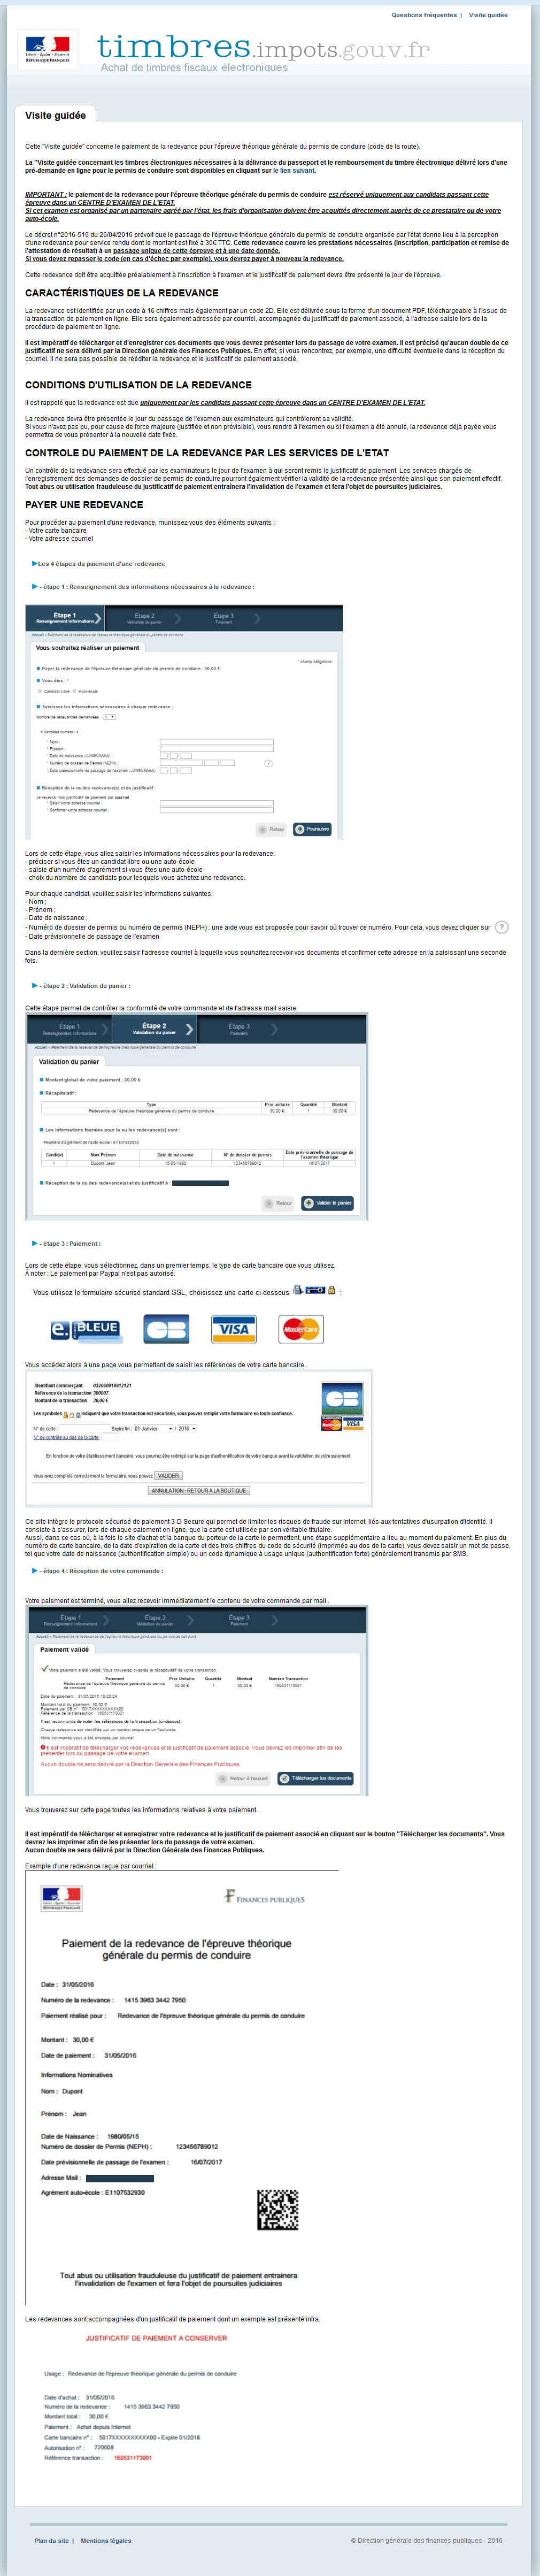 Questions fréquentes | Visite guidée
RÉPUBLIQUE FRANÇAISE
timbres.impots.gouv.fr
Achat de timbres fiscaux électroniques
Visite guidée
Cette "Visite guidée" concerne le paiement de la redevance pour l'épreuve théorique générale du permis de conduire (code de la route).
La "Visite guidée concernant les timbres électroniques nécessaires à la délivrance du passeport et le remboursement du timbre électronique délivré lors d'une
pré-demande en ligne pour le permis de conduire sont disponibles en cliquant sur le lien suivant.
IMPORTANT : le paiement de la redevance pour l'épreuve théorique générale du permis de conduire est réservé uniquement aux candidats passant cette
épreuve dans un CENTRE D'EXAMEN DE L'ETAT.
Si cet examen est organisé par un partenaire agréé par l'état, les frais d'organisation doivent être acquittés directement auprès de ce prestataire ou de votre
auto-école.
Le décret n°2016-516 du 26/04/2016 prévoit que le passage de l'épreuve théorique générale du permis de conduire organisée par l'état donne lieu à la perception
d'une redevance pour service rendu dont le montant est fixé à 30€ TTC. Cette redevance couvre les prestations nécessaires (inscription, participation et remise de
l'attestation de résultat) à un passage unique de cette épreuve et à une date donnée.
Si vous devez repasser le code (en cas d'échec par exemple), vous devrez payer à nouveau la redevance.
Cette redevance doit être acquittée préalablement à l'inscription à l'examen et le justificatif de paiement devra être présenté le jour de l'épreuve.
CARACTÉRISTIQUES DE LA REDEVANCE
La redevance est identifiée par un code à 16 chiffres mais également par un code 2D. Elle est délivrée sous la forme d'un document PDF, téléchargeable à l'issue de
la transaction de paiement en ligne. Elle sera également adressée par courriel, accompagnée du justificatif de paiement associé, à l'adresse saisie lors de la
procédure de paiement en ligne.
Il est impératif de télécharger et d'enregistrer ces documents que vous devrez présenter lors du passage de votre examen. Il est précisé qu'aucun double de ce
justificatif ne sera délivré par la Direction générale des Finances Publiques. En effet, si vous rencontrez, par exemple, une difficulté éventuelle dans la réception du
courriel, il ne sera pas possible de rééditer la redevance et le justificatif de paiement associé.
CONDITIONS D'UTILISATION DE LA REDEVANCE
Il est rappelé que la redevance est due uniquement par les candidats passant cette épreuve dans un CENTRE D'EXAMEN DE L'ETAT.
La redevance devra être présentée le jour du passage de l'examen aux examinateurs qui contrôleront sa validité.
Si vous n'avez pas pu, pour cause de force majeure (justifiée et non prévisible), vous rendre à l'examen ou si l'examen a été annulé, la redevance déjà payée vous
permettra de vous présenter à la nouvelle date fixée.
CONTROLE DU PAIEMENT DE LA REDEVANCE PAR LES SERVICES DE L'ETAT
Un contrôle de la redevance sera effectué par les examinateurs le jour de l'examen à qui seront remis le justificatif de paiement. Les services chargés de
l'enregistrement des demandes de dossier de permis de conduire pourront également vérifier la validité de la redevance présentée ainsi que son paiement effectif.
Tout abus ou utilisation frauduleuse du justificatif de paiement entraînera l'invalidation de l'examen et fera l'objet de poursuites judiciaires.
PAYER UNE REDEVANCE
Pour procéder au paiement d'une redevance, munissez-vous des éléments suivants :
- Votre carte bancaire
- Votre adresse courriel
Les 4 étapes du paiement d'une redevance
- étape 1 : Renseignement des informations nécessaires à la redevance :
Étape 1 Étape 2 Étape 3
Renseignement informations Validation du panier Paiement
Accueil » Paiement de la redevance de l'épreuve théorique générale du permis de conduire
Vous souhaitez réaliser un paiement
* champ obligatoire
Payer la redevance de l'épreuve théorique générale du permis de conduire : 30,00 €
Vous êtes : *
Candidat Libre Auto-école
Saisissez les informations nécessaires à chaque redevance :
Nombre de redevances demandées : 1
Candidat numéro : 1
* Nom :
* Prénom :
* Date de naissance (JJ/MM/AAAA) :
* Numéro de dossier de Permis (NEPH) : ?
* Date prévisionnelle de passage de l'examen (JJ/MM/AAAA) :
Réception de la ou des redevance(s) et du justificatif :
Je recevrai mon justificatif de paiement par courriel
* Saisir votre adresse courriel :
* Confirmer votre adresse courriel :
Retour Poursuivre
Lors de cette étape, vous allez saisir les informations nécessaires pour la redevance:
- préciser si vous êtes un candidat libre ou une auto-école
- saisie d'un numéro d'agrément si vous êtes une auto-école
- choix du nombre de candidats pour lesquels vous achetez une redevance.
Pour chaque candidat, veuillez saisir les informations suivantes:
- Nom ;
- Prénom ;
- Date de naissance ;
- Numéro de dossier de permis ou numéro de permis (NEPH) : une aide vous est proposée pour savoir où trouver ce numéro. Pour cela, vous devez cliquer sur ?
- Date prévisionnelle de passage de l'examen
Dans la dernière section, veuillez saisir l'adresse courriel à laquelle vous souhaitez recevoir vos documents et confirmer cette adresse en la saisissant une seconde
fois.
- étape 2 : Validation du panier :
Cette étape permet de contrôler la conformité de votre commande et de l'adresse mail saisie.
Étape 1 Étape 2 Étape 3
Renseignement informations Validation du panier Paiement
Accueil » Paiement de la redevance de l'épreuve théorique générale du permis de conduire
Validation du panier
Montant global de votre paiement : 30,00 €
Récapitulatif :
Type Prix unitaire Quantité Montant
Redevance de l'épreuve théorique générale du permis de conduire 30,00 € 1 30,00 €
Les informations fournies pour la ou les redevance(s) sont :
Numéro d'agrément de l'auto-école : E1107532930
Candidat Nom Prénom Date de naissance N° de dossier de permis Date prévisionnelle de passage de
l'examen théorique
1 Dupont Jean 15/05/1980 123456789012 16/07/2017
Réception de la ou des redevance(s) et du justificatif à :
Retour Valider le panier
- étape 3 : Paiement :
Lors de cette étape, vous sélectionnez, dans un premier temps, le type de carte bancaire que vous utilisez.
À noter : Le paiement par Paypal n'est pas autorisé.
Vous utilisez le formulaire sécurisé standard SSL, choisissez une carte ci-dessous :
e. BLEUE CB VISA MasterCard
Vous accédez alors à une page vous permettant de saisir les références de votre carte bancaire.
Identifiant commerçant 032060919912121
Référence de la transaction 300007
Montant de la transaction 30,00 €
CB
MasterCard VISA
Les symboles indiquent que votre transaction est sécurisée, vous pouvez remplir votre formulaire en toute confiance.
N° de carte : Expire fin : 01-Janvier / 2016
N° de contrôle au dos de la carte :
En fonction de votre établissement bancaire, vous pourrez être redirigé sur la page d'authentification de votre banque avant la validation de votre paiement.
Vous avez complété correctement le formulaire, vous pouvez VALIDER
ANNULATION - RETOUR A LA BOUTIQUE
Ce site intègre le protocole sécurisé de paiement 3-D Secure qui permet de limiter les risques de fraude sur Internet, liés aux tentatives d'usurpation d'identité. Il
consiste à s'assurer, lors de chaque paiement en ligne, que la carte est utilisée par son véritable titulaire.
Aussi, dans ce cas où, à la fois le site d'achat et la banque du porteur de la carte le permettent, une étape supplémentaire a lieu au moment du paiement. En plus du
numéro de carte bancaire, de la date d'expiration de la carte et des trois chiffres du code de sécurité (imprimés au dos de la carte), vous devez saisir un mot de passe,
tel que votre date de naissance (authentification simple) ou un code dynamique à usage unique (authentification forte) généralement transmis par SMS.
- étape 4 : Réception de votre commande :
Votre paiement est terminé, vous allez recevoir immédiatement le contenu de votre commande par mail .
Étape 1 Étape 2 Étape 3
Renseignement informations Validation du panier Paiement
Accueil » Paiement de la redevance de l'épreuve théorique générale du permis de conduire
Paiement validé
Votre paiement a été validé. Vous trouverez ci-après le récapitulatif de votre transaction :
Paiement Prix Unitaire Quantité Montant Numéro Transaction
Redevance de l'épreuve théorique générale du permis
de conduire 30,00 € 1 30,00 € 160531173001
Date de paiement : 31/05/2016 10:20:24
Montant total du paiement: 30,00 €
Paiement par CB n° : 5017XXXXXXXXXX00
Référence de la transaction : 160531173001
Il est recommandé de noter les références de la transaction (ci-dessus).
Chaque redevance est identifiée par un numéro unique ou un flashcode.
Votre commande vous a été envoyée par courriel.
Il est impératif de télécharger vos redevances et le justificatif de paiement associé. Vous devrez les imprimer afin de les
présenter lors du passage de votre examen.
Aucun double ne sera délivré par la Direction Générale des Finances Publiques.
Retour à l'accueil Télécharger les documents
Vous trouverez sur cette page toutes les informations relatives à votre paiement.
Il est impératif de télécharger et enregistrer votre redevance et le justificatif de paiement associé en cliquant sur le bouton "Télécharger les documents". Vous
devrez les imprimer afin de les présenter lors du passage de votre examen.
Aucun double ne sera délivré par la Direction Générale des Finances Publiques.
Exemple d'une redevance reçue par courriel :
RÉPUBLIQUE FRANÇAISE
FINANCES PUBLIQUES
Paiement de la redevance de l'épreuve théorique
générale du permis de conduire
Date : 31/05/2016
Numéro de la redevance : 1415 3963 3442 7950
Paiement réalisé pour : Redevance de l'épreuve théorique générale du permis de conduire
Montant : 30,00 €
Date de paiement : 31/05/2016
Informations Nominatives
Nom : Dupont
Prénom : Jean
Date de Naissance : 1980/05/15
Numéro de dossier de Permis (NEPH) : 123456789012
Date prévisionnelle de passage de l'examen : 16/07/2017
Adresse Mail :
Agrément auto-école : E1107532930
Tout abus ou utilisation frauduleuse du justificatif de paiement entrainera
l'invalidation de l'examen et fera l'objet de poursuites judiciaires
Les redevances sont accompagnées d'un justificatif de paiement dont un exemple est présenté infra.
JUSTIFICATIF DE PAIEMENT A CONSERVER
Usage : Redevance de l'épreuve théorique générale du permis de conduire
Date d'achat : 31/05/2016
Numéro de la redevance : 1415 3963 3442 7950
Montant total : 30,00 €
Paiement : Achat depuis Internet
Carte bancaire n° : 5017XXXXXXXXXX00 - Expire 01/2018
Autorisation n° : 720608
Référence transaction : 160531173001
Plan du site | Mentions légales
© Direction générale des finances publiques - 2016